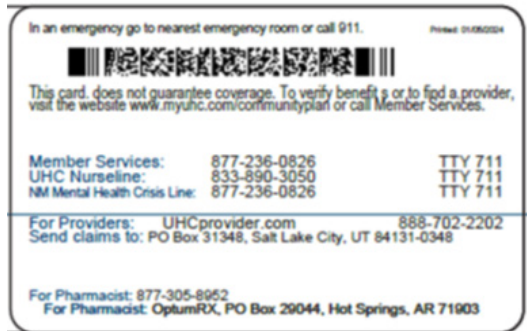 In an emergency go to nearest emergency room or call 911. Printed: 01/05/2024
This card. does not guarantee coverage. To verify benefit s or to find a provider,
visit the website www.myuhc.com/communityplan or call Member Services.
Member Services: 877-236-0826 TTY 711
UHC Nurseline: 833-890-3050 TTY 711
NM Mental Health Crisis Line: 877-236-0826 TTY 711
For Providers: UHCprovider.com 888-702-2202
Send claims to: PO Box 31348, Salt Lake City, UT 84131-0348
For Pharmacist: 877-305-8952
For Pharmacist: OptumRX, PO Box 29044, Hot Springs, AR 71903